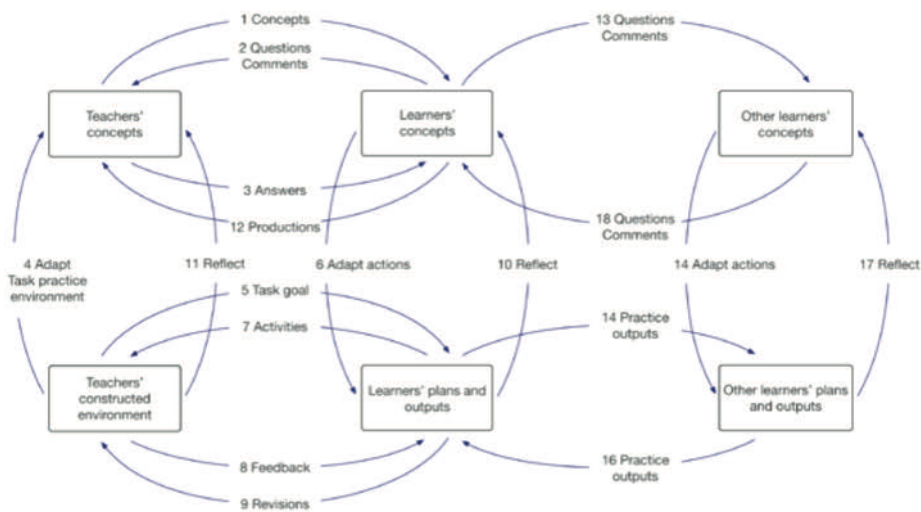 1 Concepts
13 Questions
Comments
2 Questions
Comments
Teachers'
concepts
Learners'
concepts
Other learners'
concepts
3 Answers
12 Productions
18 Questions
Comments
4 Adapt
Task practice
environment
11 Reflect
6 Adapt actions
10 Reflect
14 Adapt actions
17 Reflect
5 Task goal
7 Activities
14 Practice
outputs
Teachers'
constructed
environment
Learners' plans and
outputs
Other learners' plans
and outputs
8 Feedback
16 Practice
outputs
9 Revisions